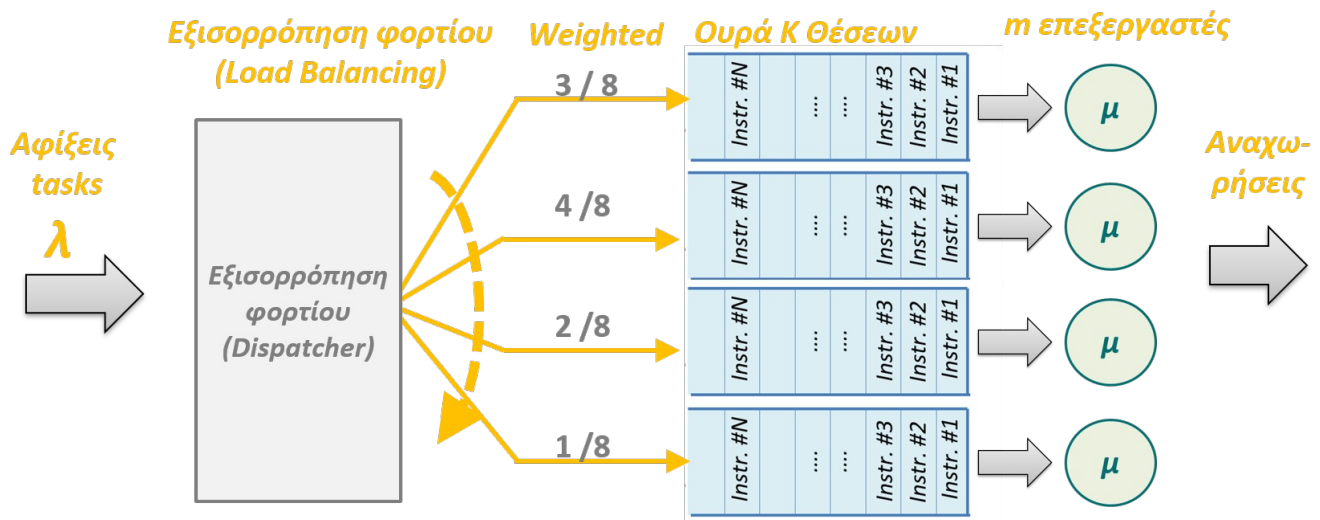 Εξισορρόπηση φορτίου
(Load Balancing)
Weighted
Ουρά Κ Θέσεων
m επεξεργαστές
Αφίξεις
tasks
λ
Εξισορρόπηση
φορτίου
(Dispatcher)
3 / 8
Instr. #N
....
....
Instr. #3
Instr. #2
Instr. #1
μ
4 /8
Instr. #N
....
....
Instr. #3
Instr. #2
Instr. #1
μ
2 /8
Instr. #N
....
....
Instr. #3
Instr. #2
Instr. #1
μ
1 /8
Instr. #N
....
....
Instr. #3
Instr. #2
Instr. #1
μ
Αναχω-
ρήσεις